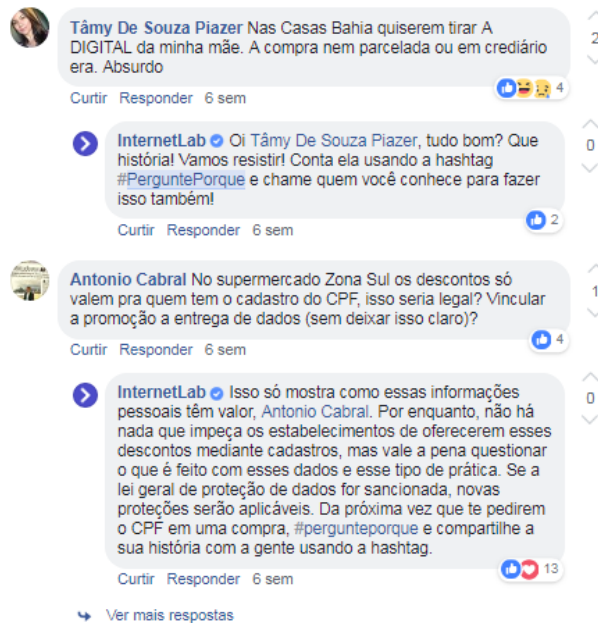 Tâmy De Souza Piazer Nas Casas Bahia quiserem tirar A
DIGITAL da minha mãe. A compra nem parcelada ou em crediário
era. Absurdo
4
2
Curtir Responder 6 sem
InternetLab Oi Tâmy De Souza Piazer, tudo bom? Que
história! Vamos resistir! Conta ela usando a hashtag
#PerguntePorque e chame quem você conhece para fazer
isso também!
2
0
Curtir Responder 6 sem
Antonio Cabral No supermercado Zona Sul os descontos só
valem pra quem tem o cadastro do CPF, isso seria legal? Vincular
a promoção a entrega de dados (sem deixar isso claro)?
4
1
Curtir Responder 6 sem
InternetLab Isso só mostra como essas informações
pessoais têm valor, Antonio Cabral. Por enquanto, não há
nada que impeça os estabelecimentos de oferecerem esses
descontos mediante cadastros, mas vale a pena questionar
o que é feito com esses dados e esse tipo de prática. Se a
lei geral de proteção de dados for sancionada, novas
proteções serão aplicáveis. Da próxima vez que te pedirem
o CPF em uma compra, #pergunteporque e compartilhe a
sua história com a gente usando a hashtag.
13
0
Curtir Responder 6 sem
Ver mais respostas